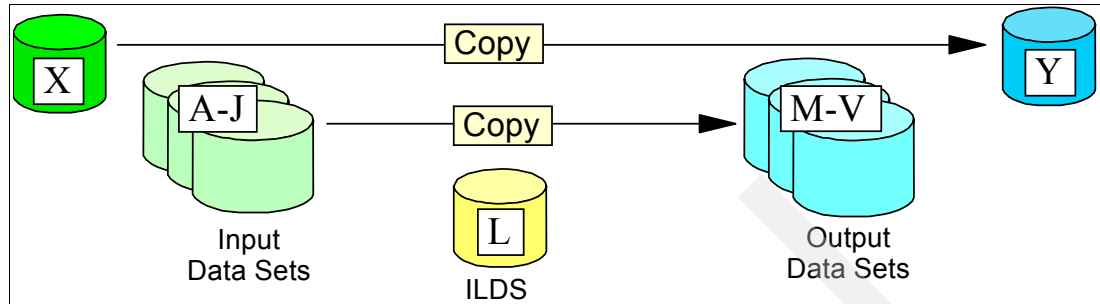 Copy
X
Y
A-J
M-V
Copy
L
Input
Data Sets
Output
Data Sets
ILDS